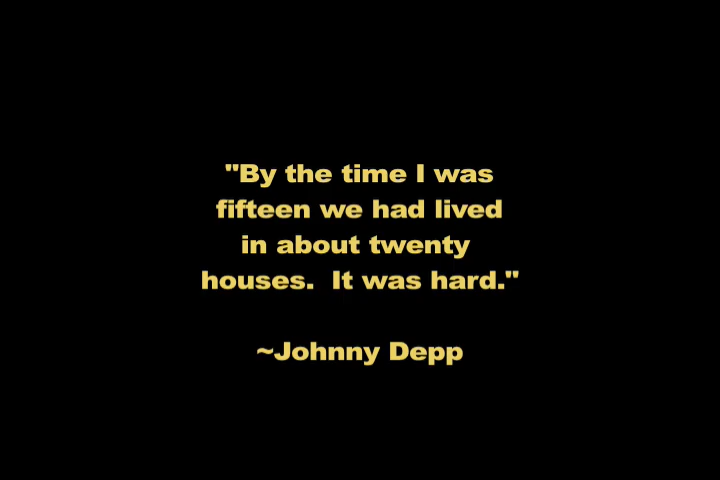 "By the time I was
fifteen we had lived
in about twenty
houses.  It was hard."
~Johnny Depp